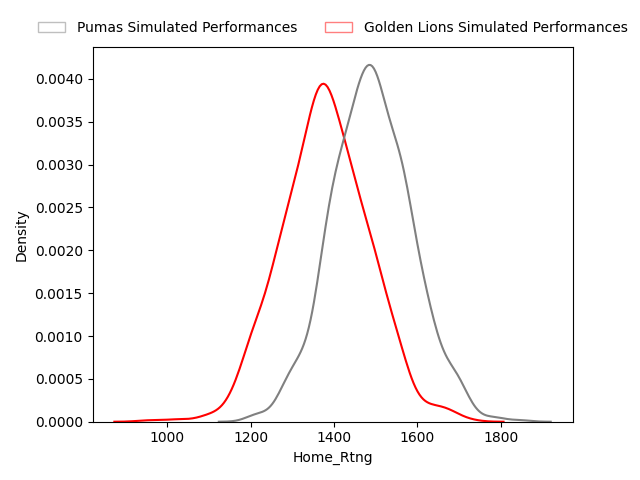 Pumas Simulated Performances Golden Lions Simulated Performances
0.0040
0.0035
0.0030
0.0025
0.0020
0.0015
0.0010
0.0005
0.0000
Density
1000 1200 1400 1600 1800
Home_Rtng